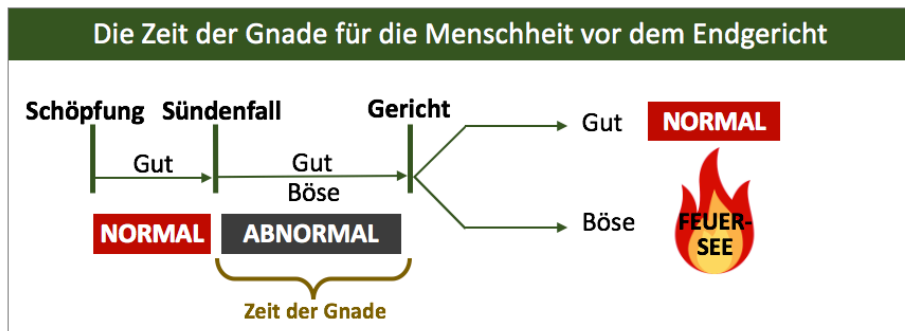 Die Zeit der Gnade für die Menschheit vor dem Endgericht
Schöpfung Sündenfall Gericht
Gut NORMAL
Gut Gut
Böse
Böse
FEUER-
SEE
NORMAL ABNORMAL
Zeit der Gnade